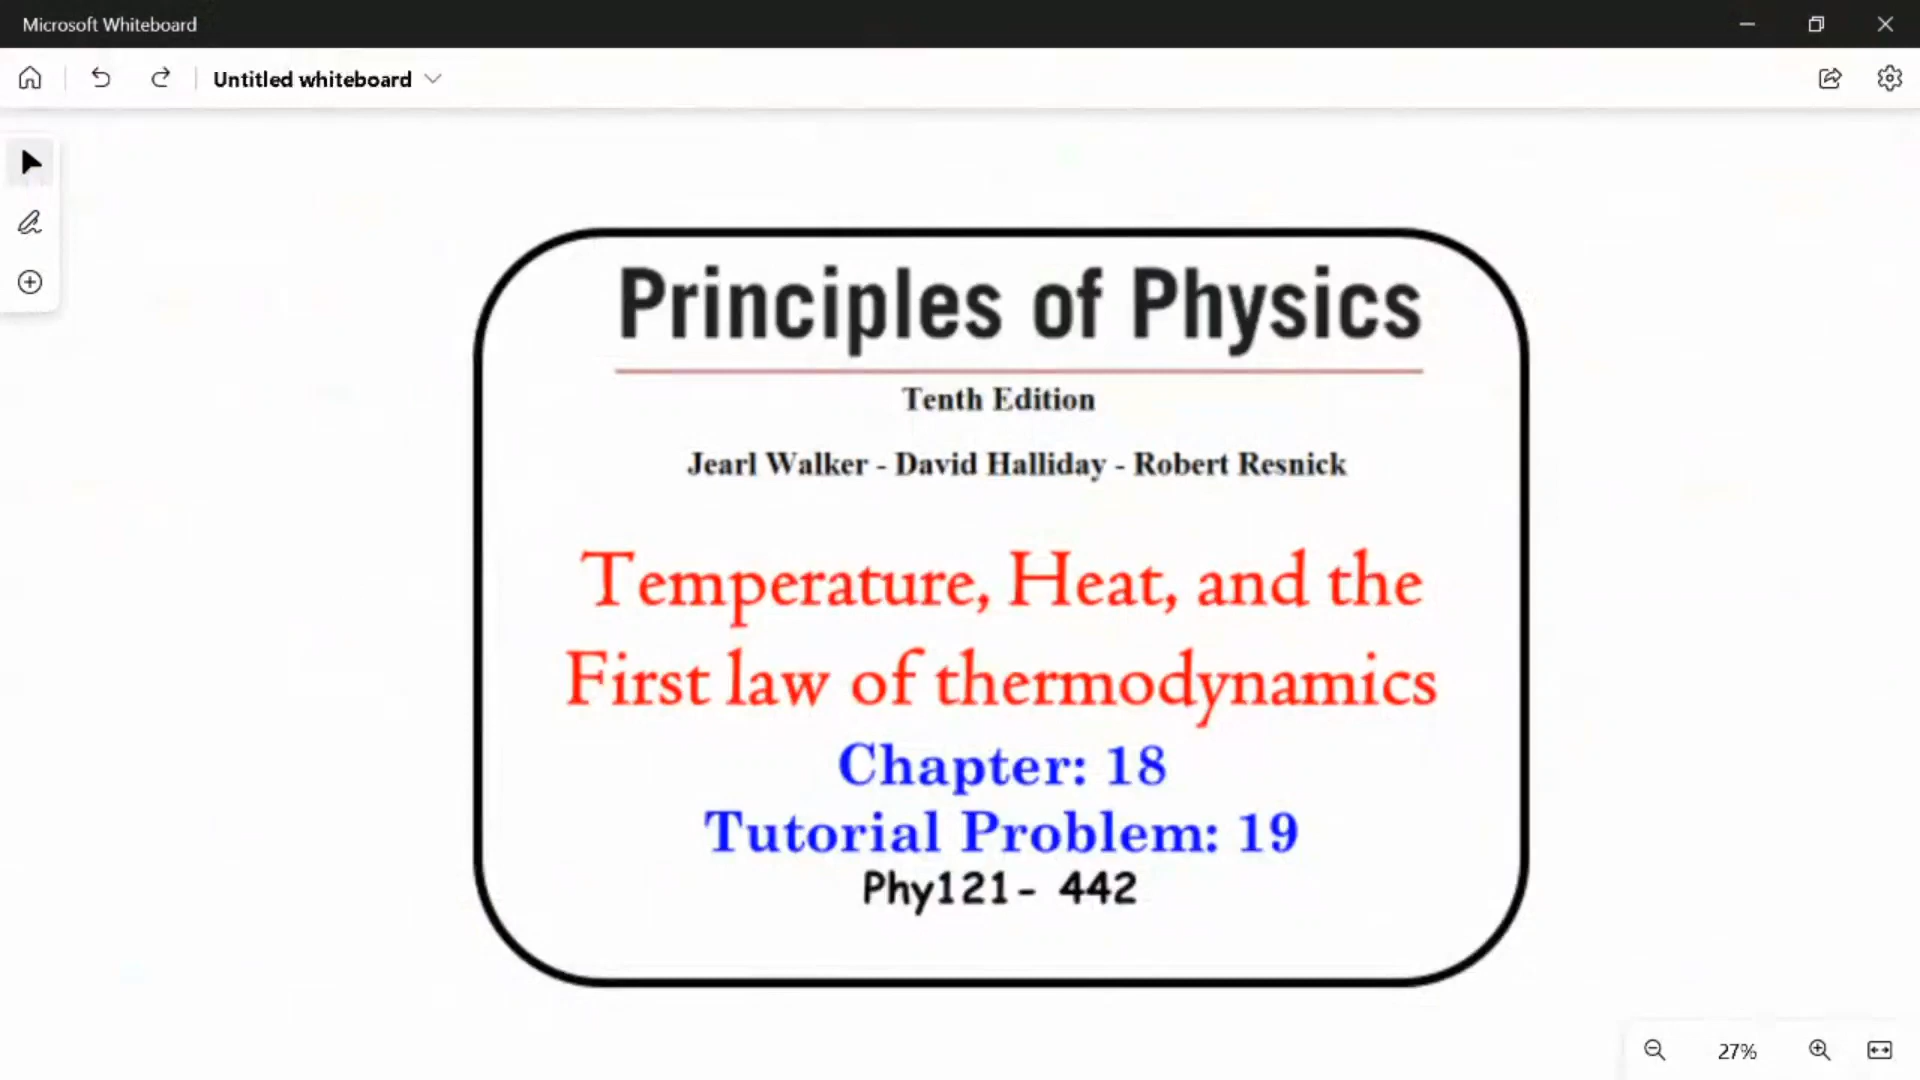 Microsoft Whiteboard
Untitled whiteboard
Principles of Physics
Tenth Edition
Jearl Walker - David Halliday - Robert Resnick
Temperature, Heat, and the
First law of thermodynamics
Chapter: 18
Tutorial Problem: 19
Phy121- 442
27%